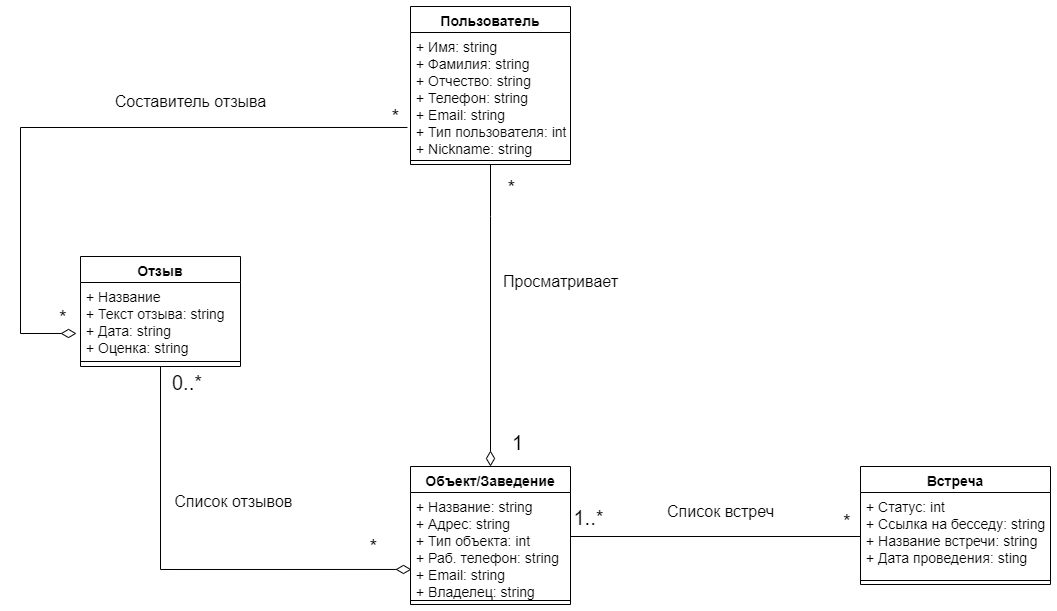 Пользователь
+ Имя: string
+ Фамилия: string
+ Отчество: string
+ Телефон: string
+ Email: string
+ Тип пользователя: int
+ Nickname: string
Составитель отзыва
*
*
Просматривает
Отзыв
+ Название
+ Текст отзыва: string
+ Дата: string
+ Оценка: string
*
0..*
1
Список отзывов
*
Объект/Заведение
+ Название: string
+ Адрес: string
+ Тип объекта: int
+ Раб. телефон: string
+ Email: string
+ Владелец: string
1..*
Список встреч
*
Встреча
+ Статус: int
+ Ссылка на бесседу: string
+ Название встречи: string
+ Дата проведения: sting